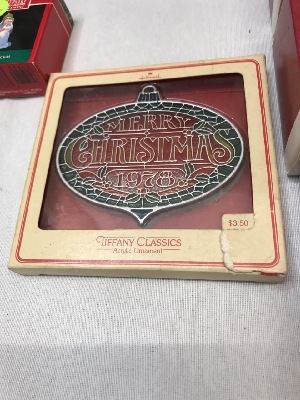 Hallmark
MERRY
CHRISTMAS
1978
$3.50
TIFFANY CLASSICS
Acrylic Ornament